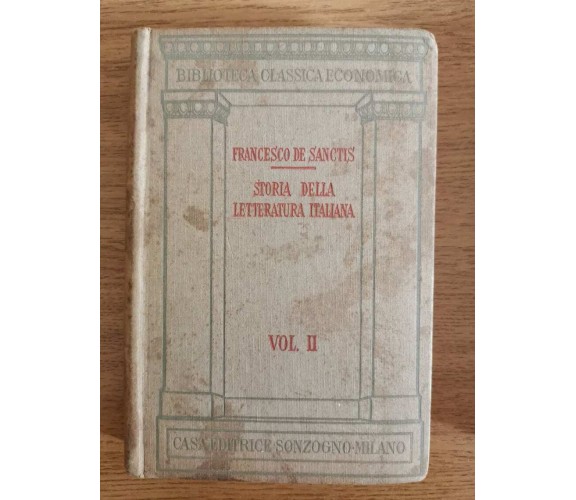 BIBLIOTECA CLASSICA ECONOMICA
FRANCESCO DE SANCTIS
STORIA DELLA
LETTERATURA ITALIANA
VOL. II
CASA EDITRICE SONZOGNO-MILANO